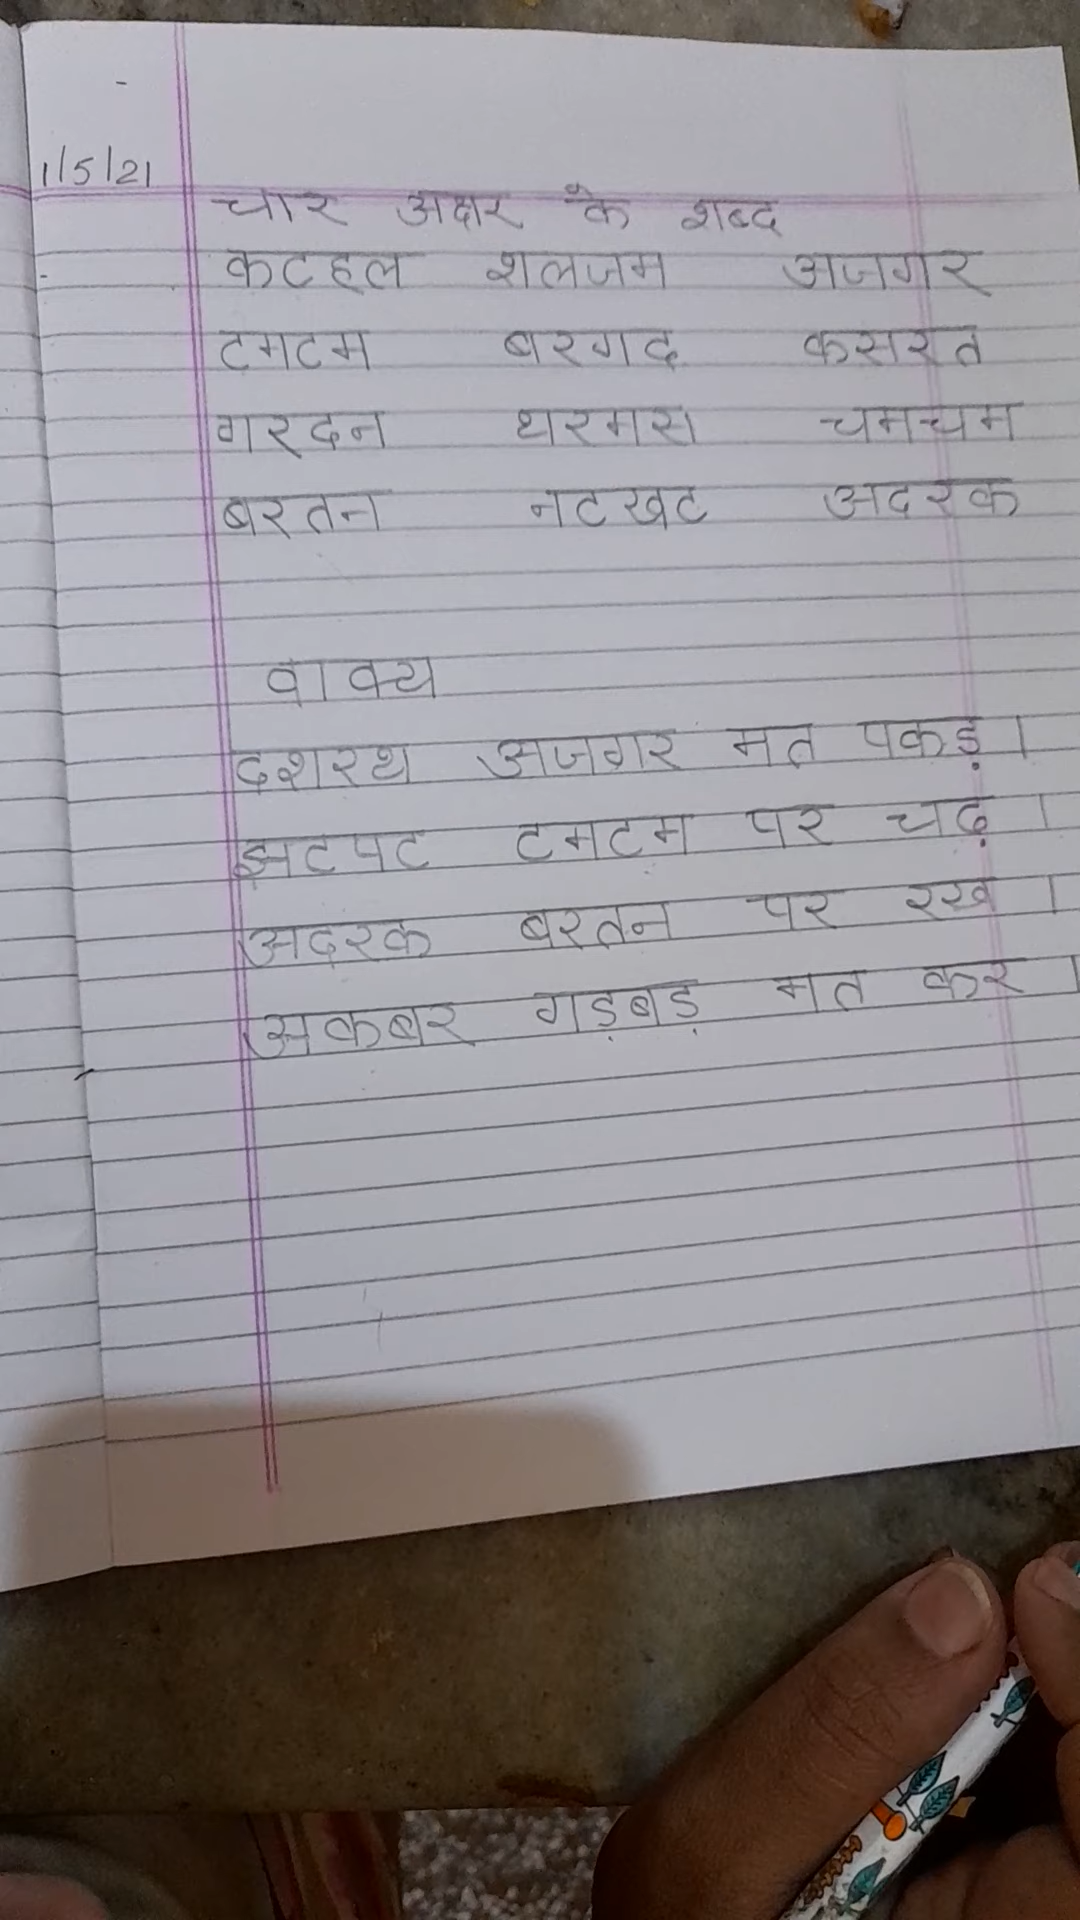 1/5/21
चार अक्षर के शब्द
कटहल शलजम अजगर
टमटम बरगद कसरत
गरदन थरमस चमचम
बरतन नटखट अदरक
वाक्य
दशरथ अजगर मत पकड़ ।
झटपट टमटम पर चढ़ ।
अदरक बरतन पर रख ।
अकबर गड़बड़ मत कर ।